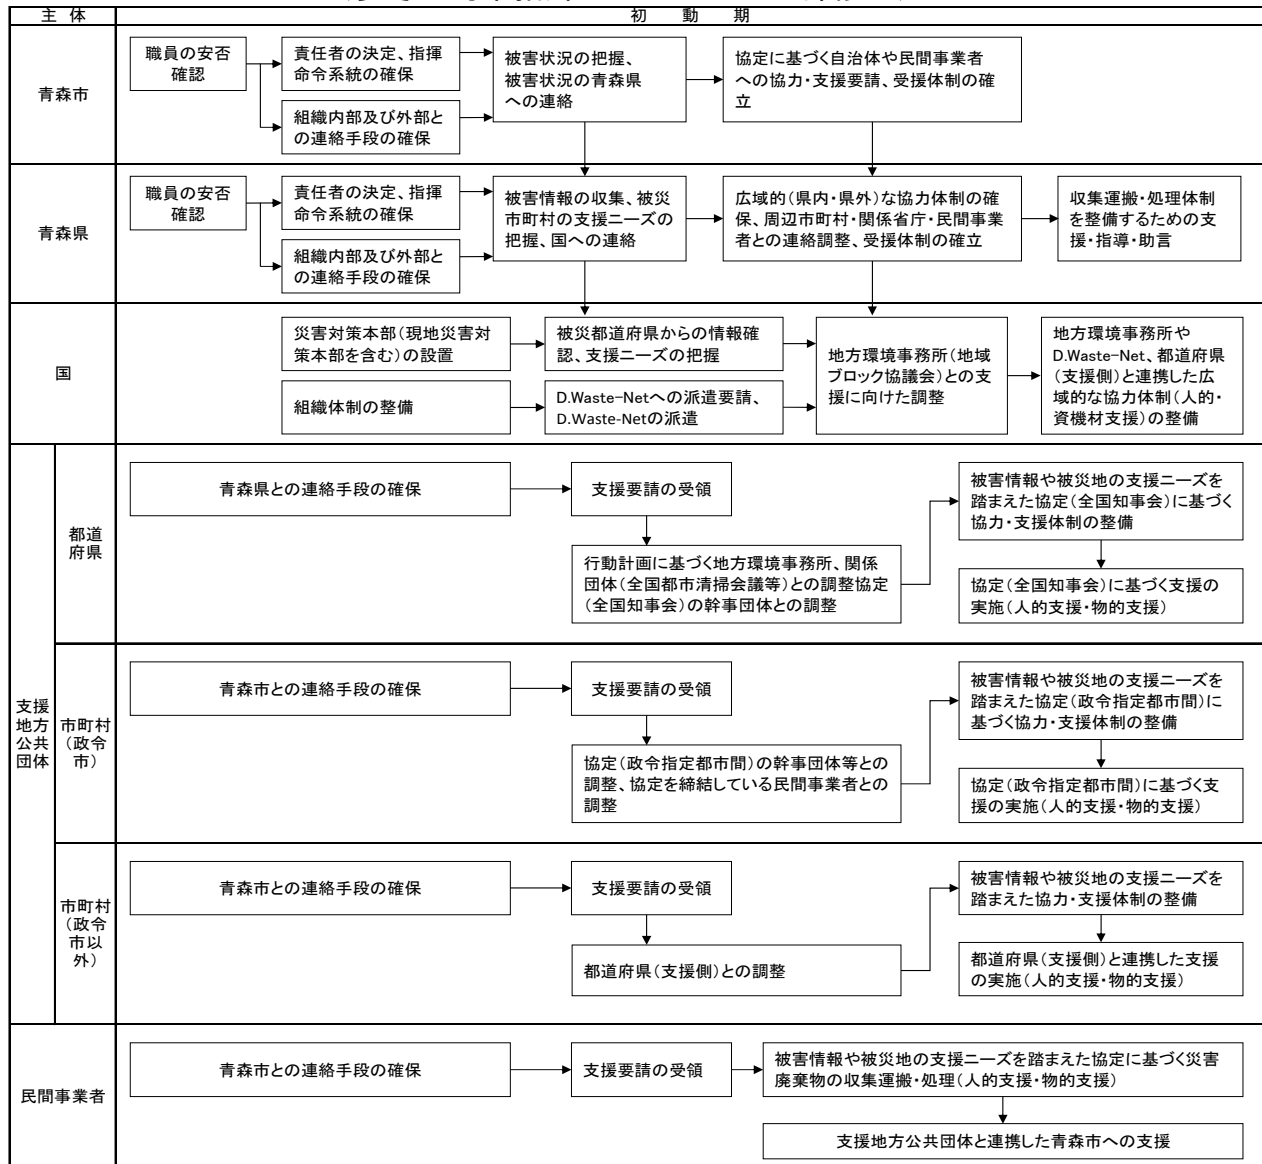 主 体
初 動 期
青森市
職員の安否
確認
責任者の決定、指揮
命令系統の確保
組織内部及び外部と
の連絡手段の確保
被害状況の把握、
被害状況の青森県
への連絡
協定に基づく自治体や民間事業者
への協力・支援要請、受援体制の確
立
青森県
職員の安否
確認
責任者の決定、指揮
命令系統の確保
組織内部及び外部と
の連絡手段の確保
被害情報の収集、被災
市町村の支援ニーズの
把握、国への連絡
広域的(県内・県外)な協力体制の確
保、周辺市町村・関係省庁・民間事業
者との連絡調整、受援体制の確立
収集運搬・処理体制
を整備するための支
援・指導・助言
国
災害対策本部(現地災害対
策本部を含む)の設置
組織体制の整備
被災都道府県からの情報確
認、支援ニーズの把握
D.Waste-Netへの派遣要請、
D.Waste-Netの派遣
地方環境事務所(地域
ブロック協議会)との支
援に向けた調整
地方環境事務所や
D.Waste-Net、都道府県
(支援側)と連携した広
域的な協力体制(人的・
資機材支援)の整備
支援
地方
公共
団体
都道
府県
青森県との連絡手段の確保
支援要請の受領
行動計画に基づく地方環境事務所、関係
団体(全国都市清掃会議等)との調整協定
(全国知事会)の幹事団体との調整
被害情報や被災地の支援ニーズを
踏まえた協定(全国知事会)に基づく
協力・支援体制の整備
協定(全国知事会)に基づく支援の
実施(人的支援・物的支援)
市町村
(政令
市)
青森市との連絡手段の確保
支援要請の受領
協定(政令指定都市間)の幹事団体等との
調整、協定を締結している民間事業者との
調整
被害情報や被災地の支援ニーズを
踏まえた協定(政令指定都市間)に
基づく協力・支援体制の整備
協定(政令指定都市間)に基づく支
援の実施(人的支援・物的支援)
市町村
(政令
市以
外)
青森市との連絡手段の確保
支援要請の受領
都道府県(支援側)との調整
被害情報や被災地の支援ニーズを
踏まえた協力・支援体制の整備
都道府県(支援側)と連携した支援
の実施(人的支援・物的支援)
民間事業者
青森市との連絡手段の確保
支援要請の受領
被害情報や被災地の支援ニーズを踏まえた協定に基づく災害
廃棄物の収集運搬・処理(人的支援・物的支援)
支援地方公共団体と連携した青森市への支援